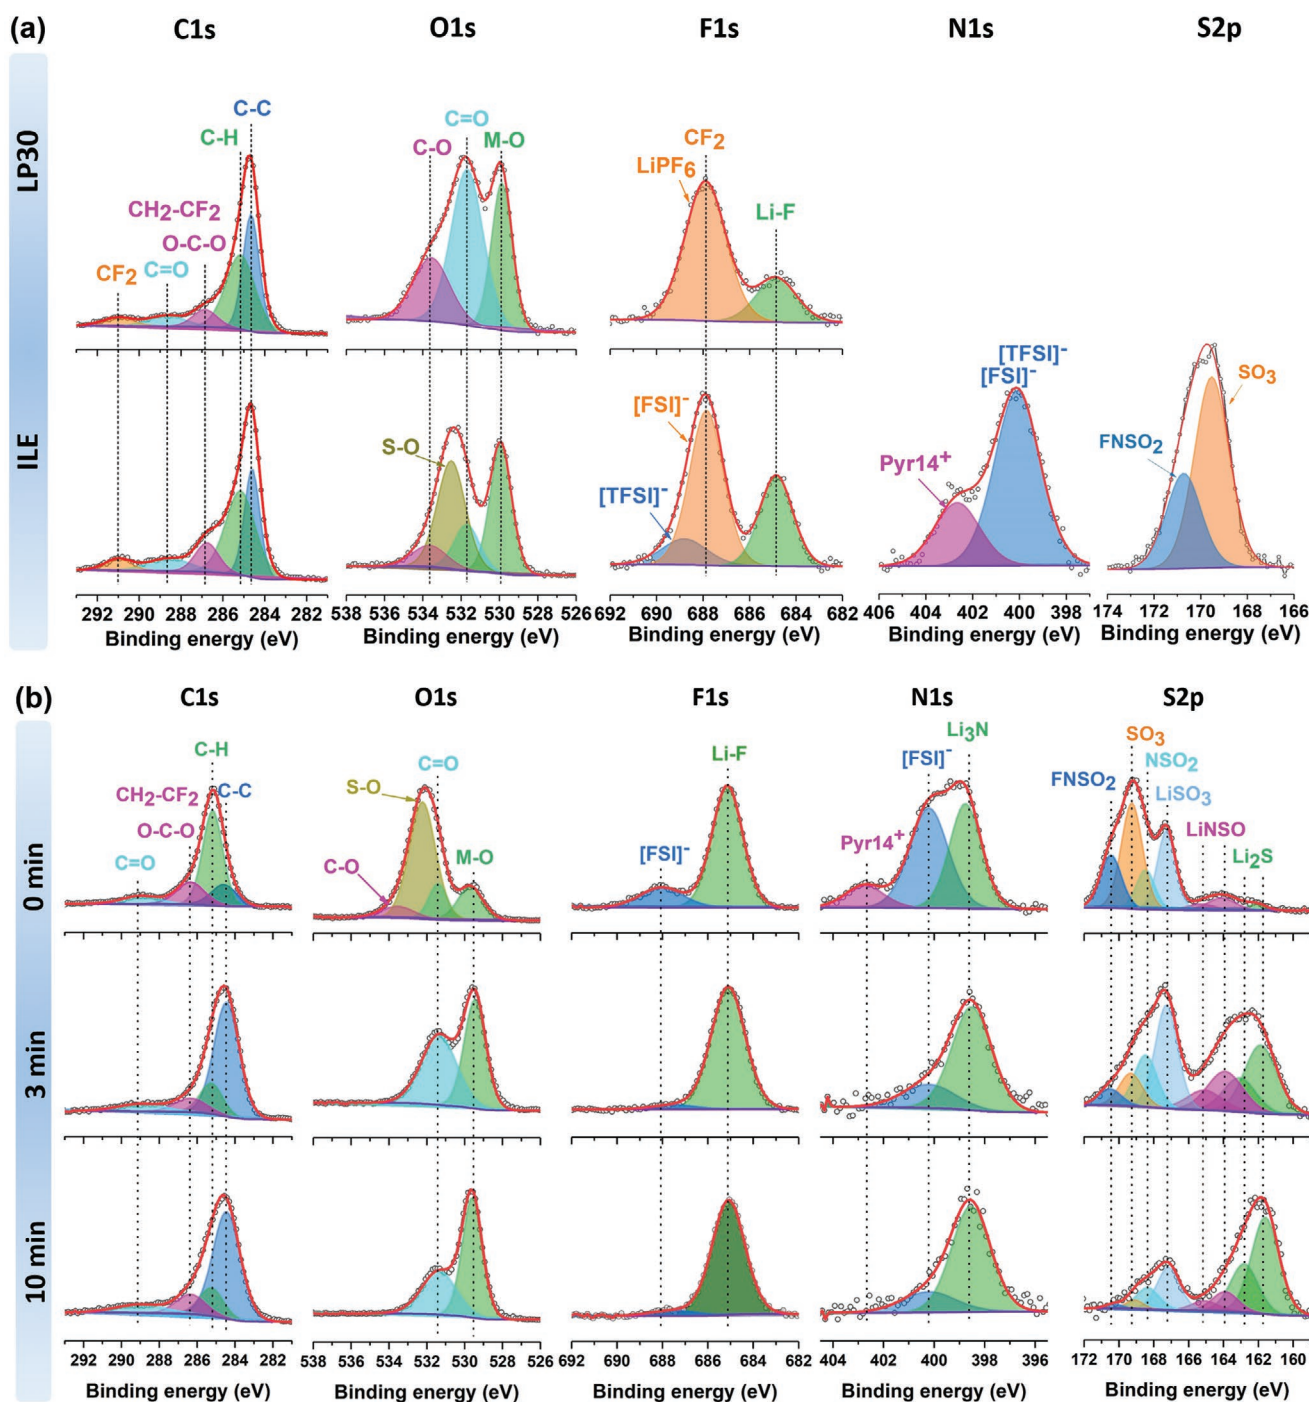 (a)
C1s O1s F1s N1s S2p
LP30
C-C
C-H
CH2-CF2
O-C-O
CF2 C=O
C=O
C-O M-O
CF2
LiPF6
Li-F
ILE
S-O
[FSI]-
[TFSI]-
[TFSI]-
[FSI]-
Pyr14+
SO3
FNSO2
292 290 288 286 284 282
538 536 534 532 530 528 526
692 690 688 686 684 682
406 404 402 400 398
174 172 170 168 166
Binding energy (eV) Binding energy (eV) Binding energy (eV) Binding energy (eV) Binding energy (eV)
(b)
C1s O1s F1s N1s S2p
0 min
C-H
CH2-CF2 C-C
O-C-O
C=O
C=O
S-O
C-O M-O
Li-F
[FSI]-
Li3N
[FSI]-
Pyr14+
SO3
NSO2
FNSO2
LiSO3
LiNSO
Li2S
3 min
10 min
292 290 288 286 284 282
538 536 534 532 530 528 526
692 690 688 686 684 682
404 402 400 398 396
172 170 168 166 164 162 160
Binding energy (eV) Binding energy (eV) Binding energy (eV) Binding energy (eV) Binding energy (eV)